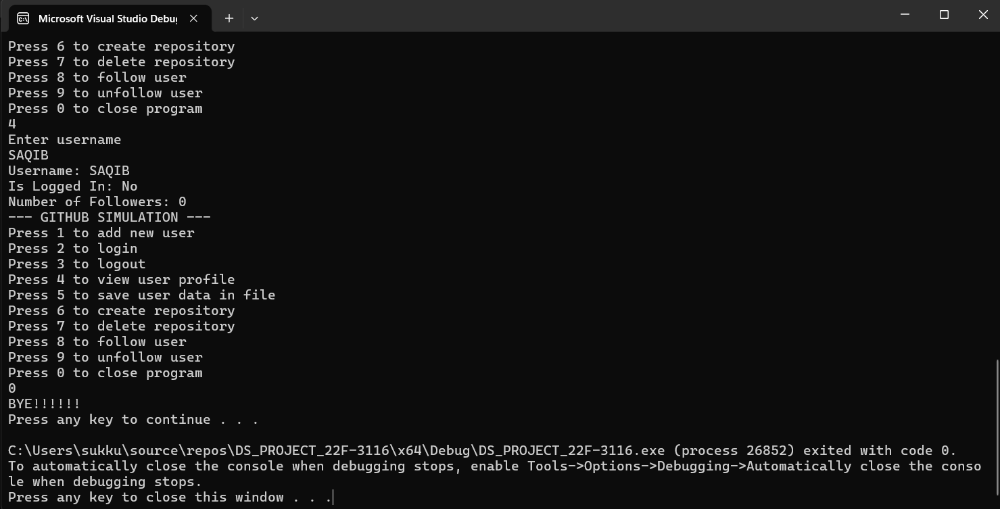 Microsoft Visual Studio Debug
Press 6 to create repository
Press 7 to delete repository
Press 8 to follow user
Press 9 to unfollow user
Press 0 to close program
4
Enter username
SAQIB
Username: SAQIB
Is Logged In: No
Number of Followers: 0
--- GITHUB SIMULATION ---
Press 1 to add new user
Press 2 to login
Press 3 to logout
Press 4 to view user profile
Press 5 to save user data in file
Press 6 to create repository
Press 7 to delete repository
Press 8 to follow user
Press 9 to unfollow user
Press 0 to close program
0
BYE!!!!!!
Press any key to continue . . .
C:\Users\sukku\source\repos\DS_PROJECT_22F-3116\x64\Debug\DS_PROJECT_22F-3116.exe (process 26852) exited with code 0.
To automatically close the console when debugging stops, enable Tools->Options->Debugging->Automatically close the conso
le when debugging stops.
Press any key to close this window . . .